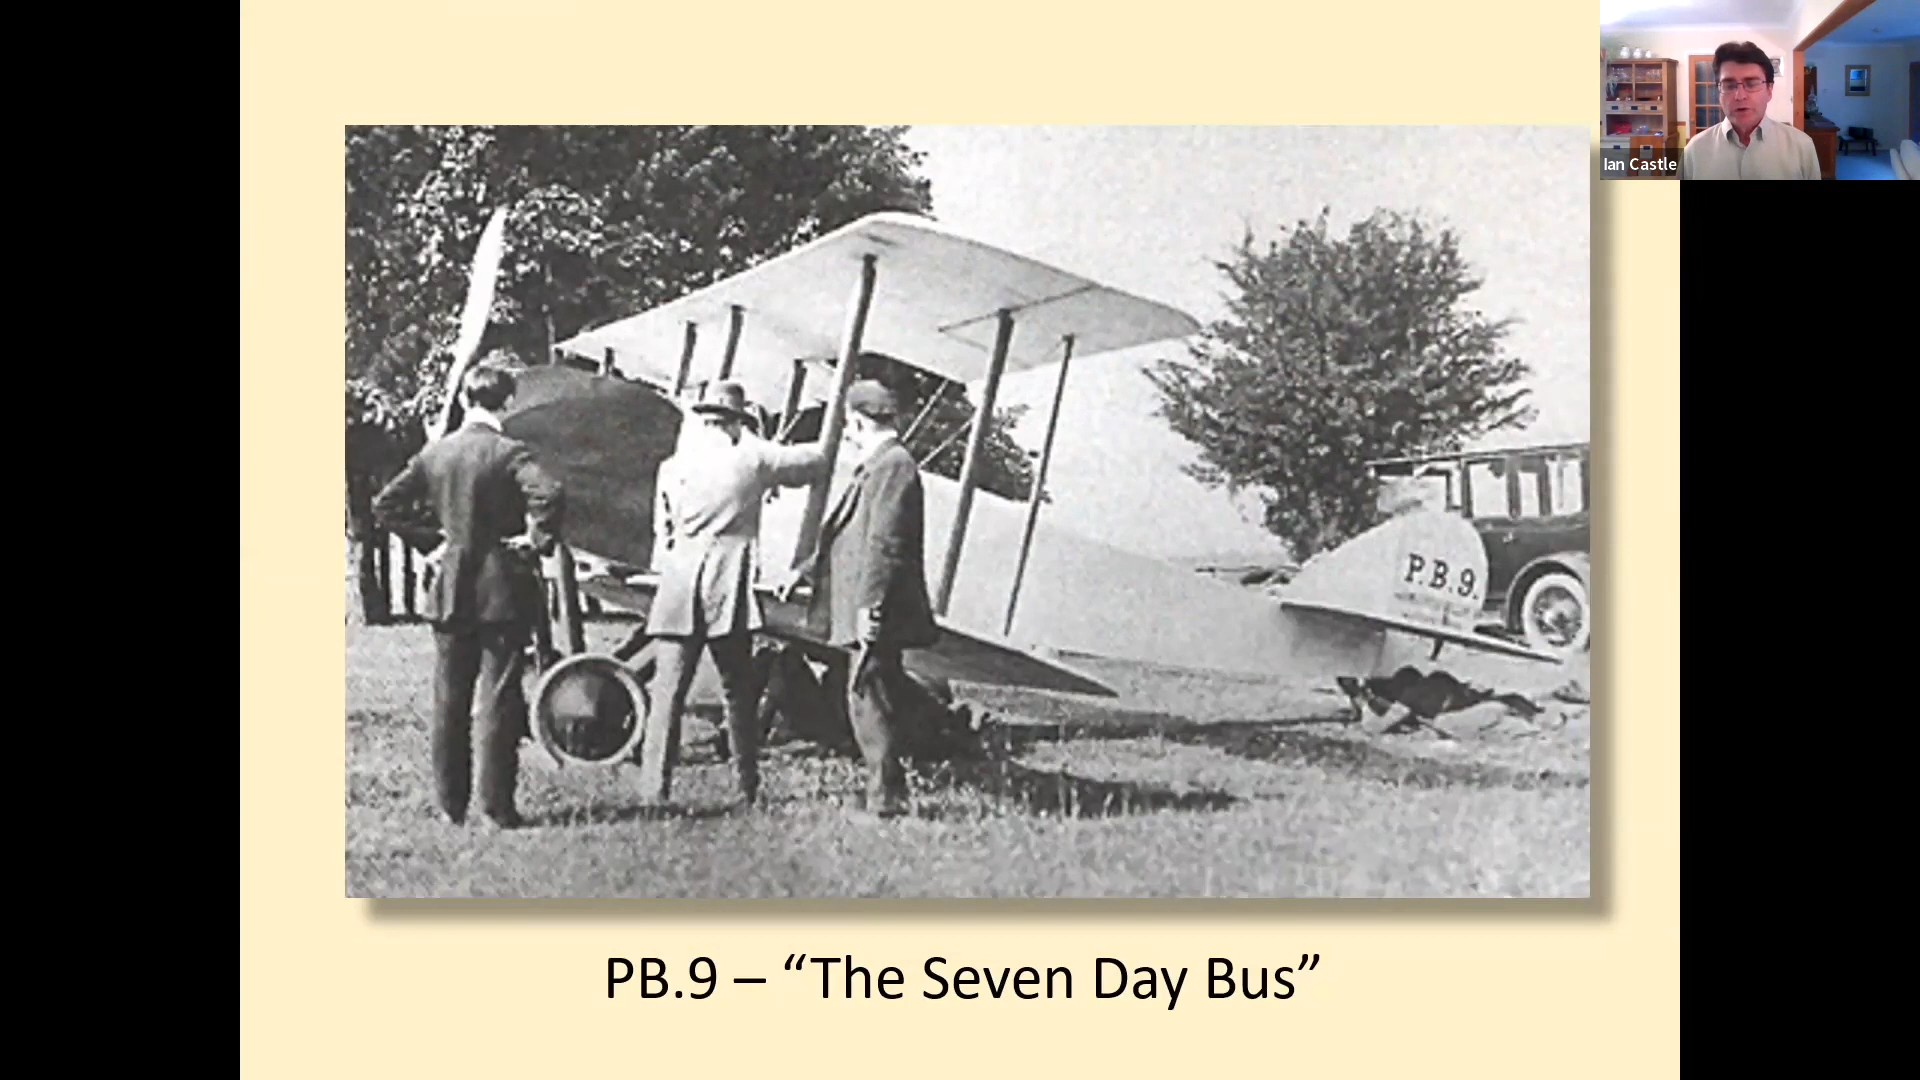 Ian Castle
P.B.9.
PB.9 – “The Seven Day Bus”